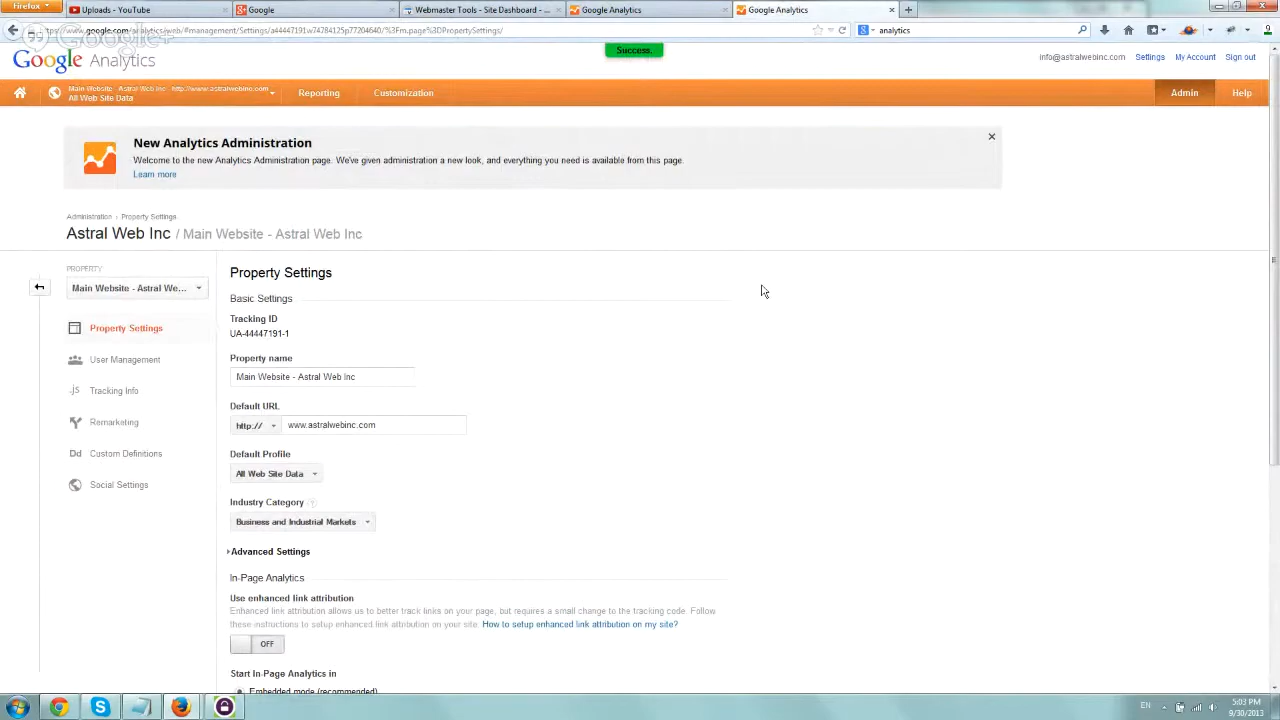 Firefox
Uploads - YouTube
Google
Webmaster Tools - Site Dashboard - ...
Google Analytics
Google Analytics
https://www.google.com/analytics/web/#management/Settings/a44447191w74784125p77204640/%3Fm.page%3DPropertySettings/
analytics
Google+
Success.
Google Analytics
info@astralwebinc.com Settings My Account Sign out
Main Website - Astral Web Inc - http://www.astralwebinc.com
All Web Site Data
Reporting
Customization
Admin
Help
New Analytics Administration
Welcome to the new Analytics Administration page. We've given administration a new look, and everything you need is available from this page.
Learn more
Administration › Property Settings
Astral Web Inc / Main Website - Astral Web Inc
PROPERTY
Main Website - Astral We...
Property Settings
User Management
.js Tracking Info
Remarketing
Dd Custom Definitions
Social Settings
Property Settings
Basic Settings
Tracking ID
UA-44447191-1
Property name
Main Website - Astral Web Inc
Default URL
http:// www.astralwebinc.com
Default Profile
All Web Site Data
Industry Category ?
Business and Industrial Markets
Advanced Settings
In-Page Analytics
Use enhanced link attribution
Enhanced link attribution allows us to better track links on your page, but requires a small change to the tracking code. Follow
these instructions to setup enhanced link attribution on your site. How to setup enhanced link attribution on my site?
OFF
Start In-Page Analytics in
Embedded mode (recommended)
EN
5:03 PM
9/30/2013